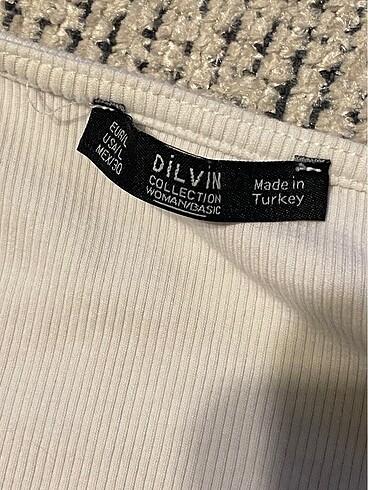 EUR/L
USA/L
MEX/30
DİLVİN
COLLECTION
WOMAN/BASIC
Made in
Turkey